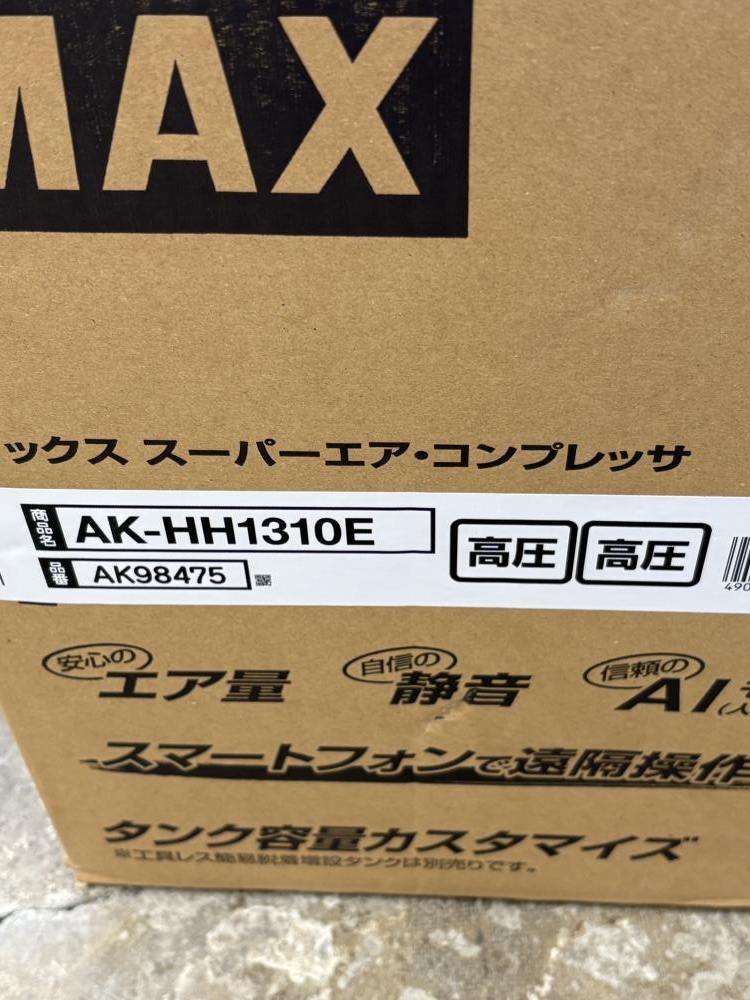 MAX
ックス スーパーエア・コンプレッサ
商品名 AK-HH1310E
高圧 高圧
品番 AK98475
490
安心の エア量
自信の 静音
信頼の AI
スマートフォンで遠隔操作
タンク容量カスタマイズ
※工具レス簡易脱着増設タンクは別売りです。